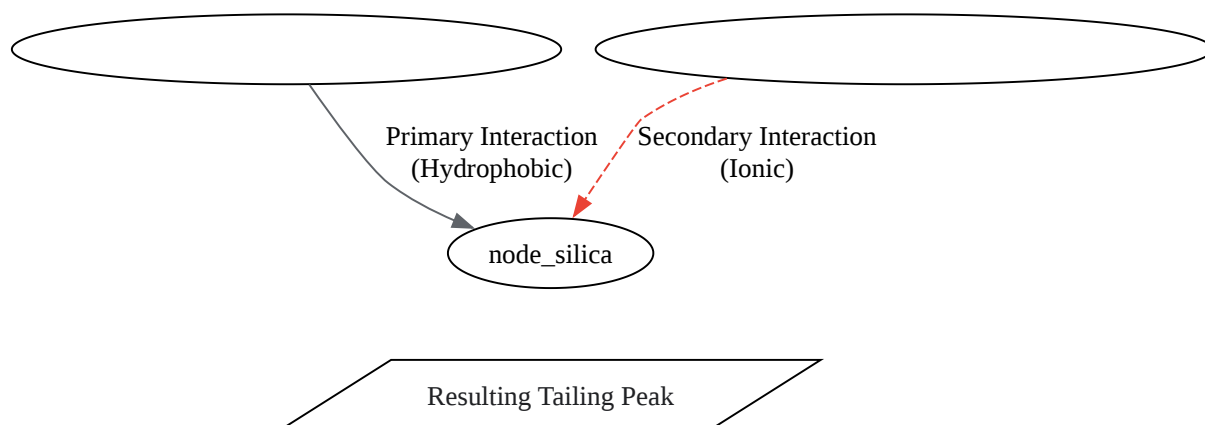 Primary Interaction
(Hydrophobic)
Secondary Interaction
(Ionic)
node_silica
Resulting Tailing Peak